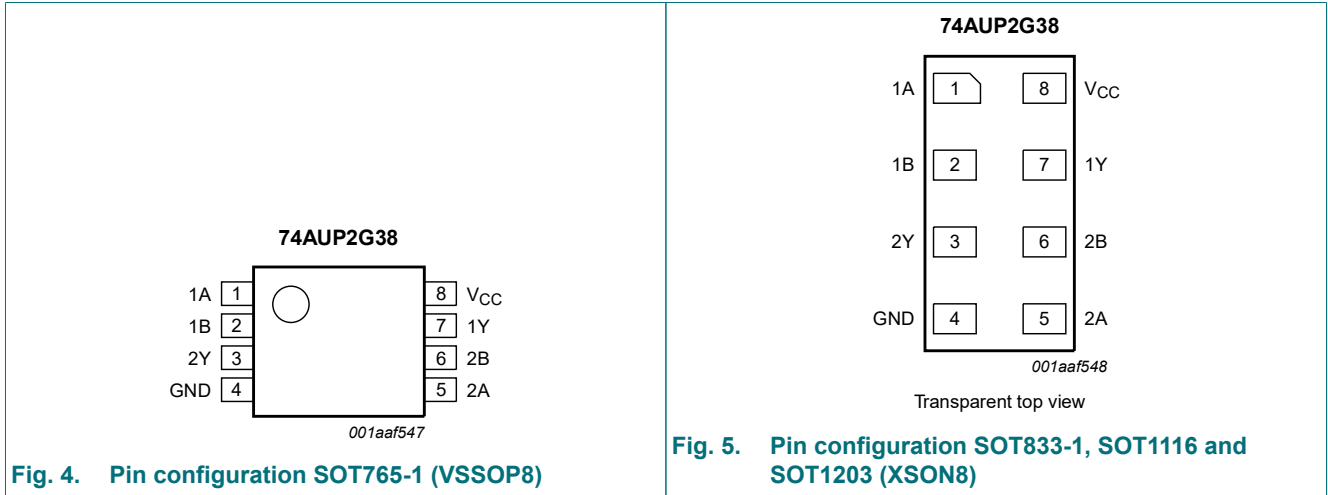 74AUP2G38
1A 1 8 VCC
1B 2 7 1Y
2Y 3 6 2B
GND 4 5 2A
001aaf547
Fig. 4. Pin configuration SOT765-1 (VSSOP8)
74AUP2G38
1A 1 8 VCC
1B 2 7 1Y
2Y 3 6 2B
GND 4 5 2A
001aaf548
Transparent top view
Fig. 5. Pin configuration SOT833-1, SOT1116 and
SOT1203 (XSON8)